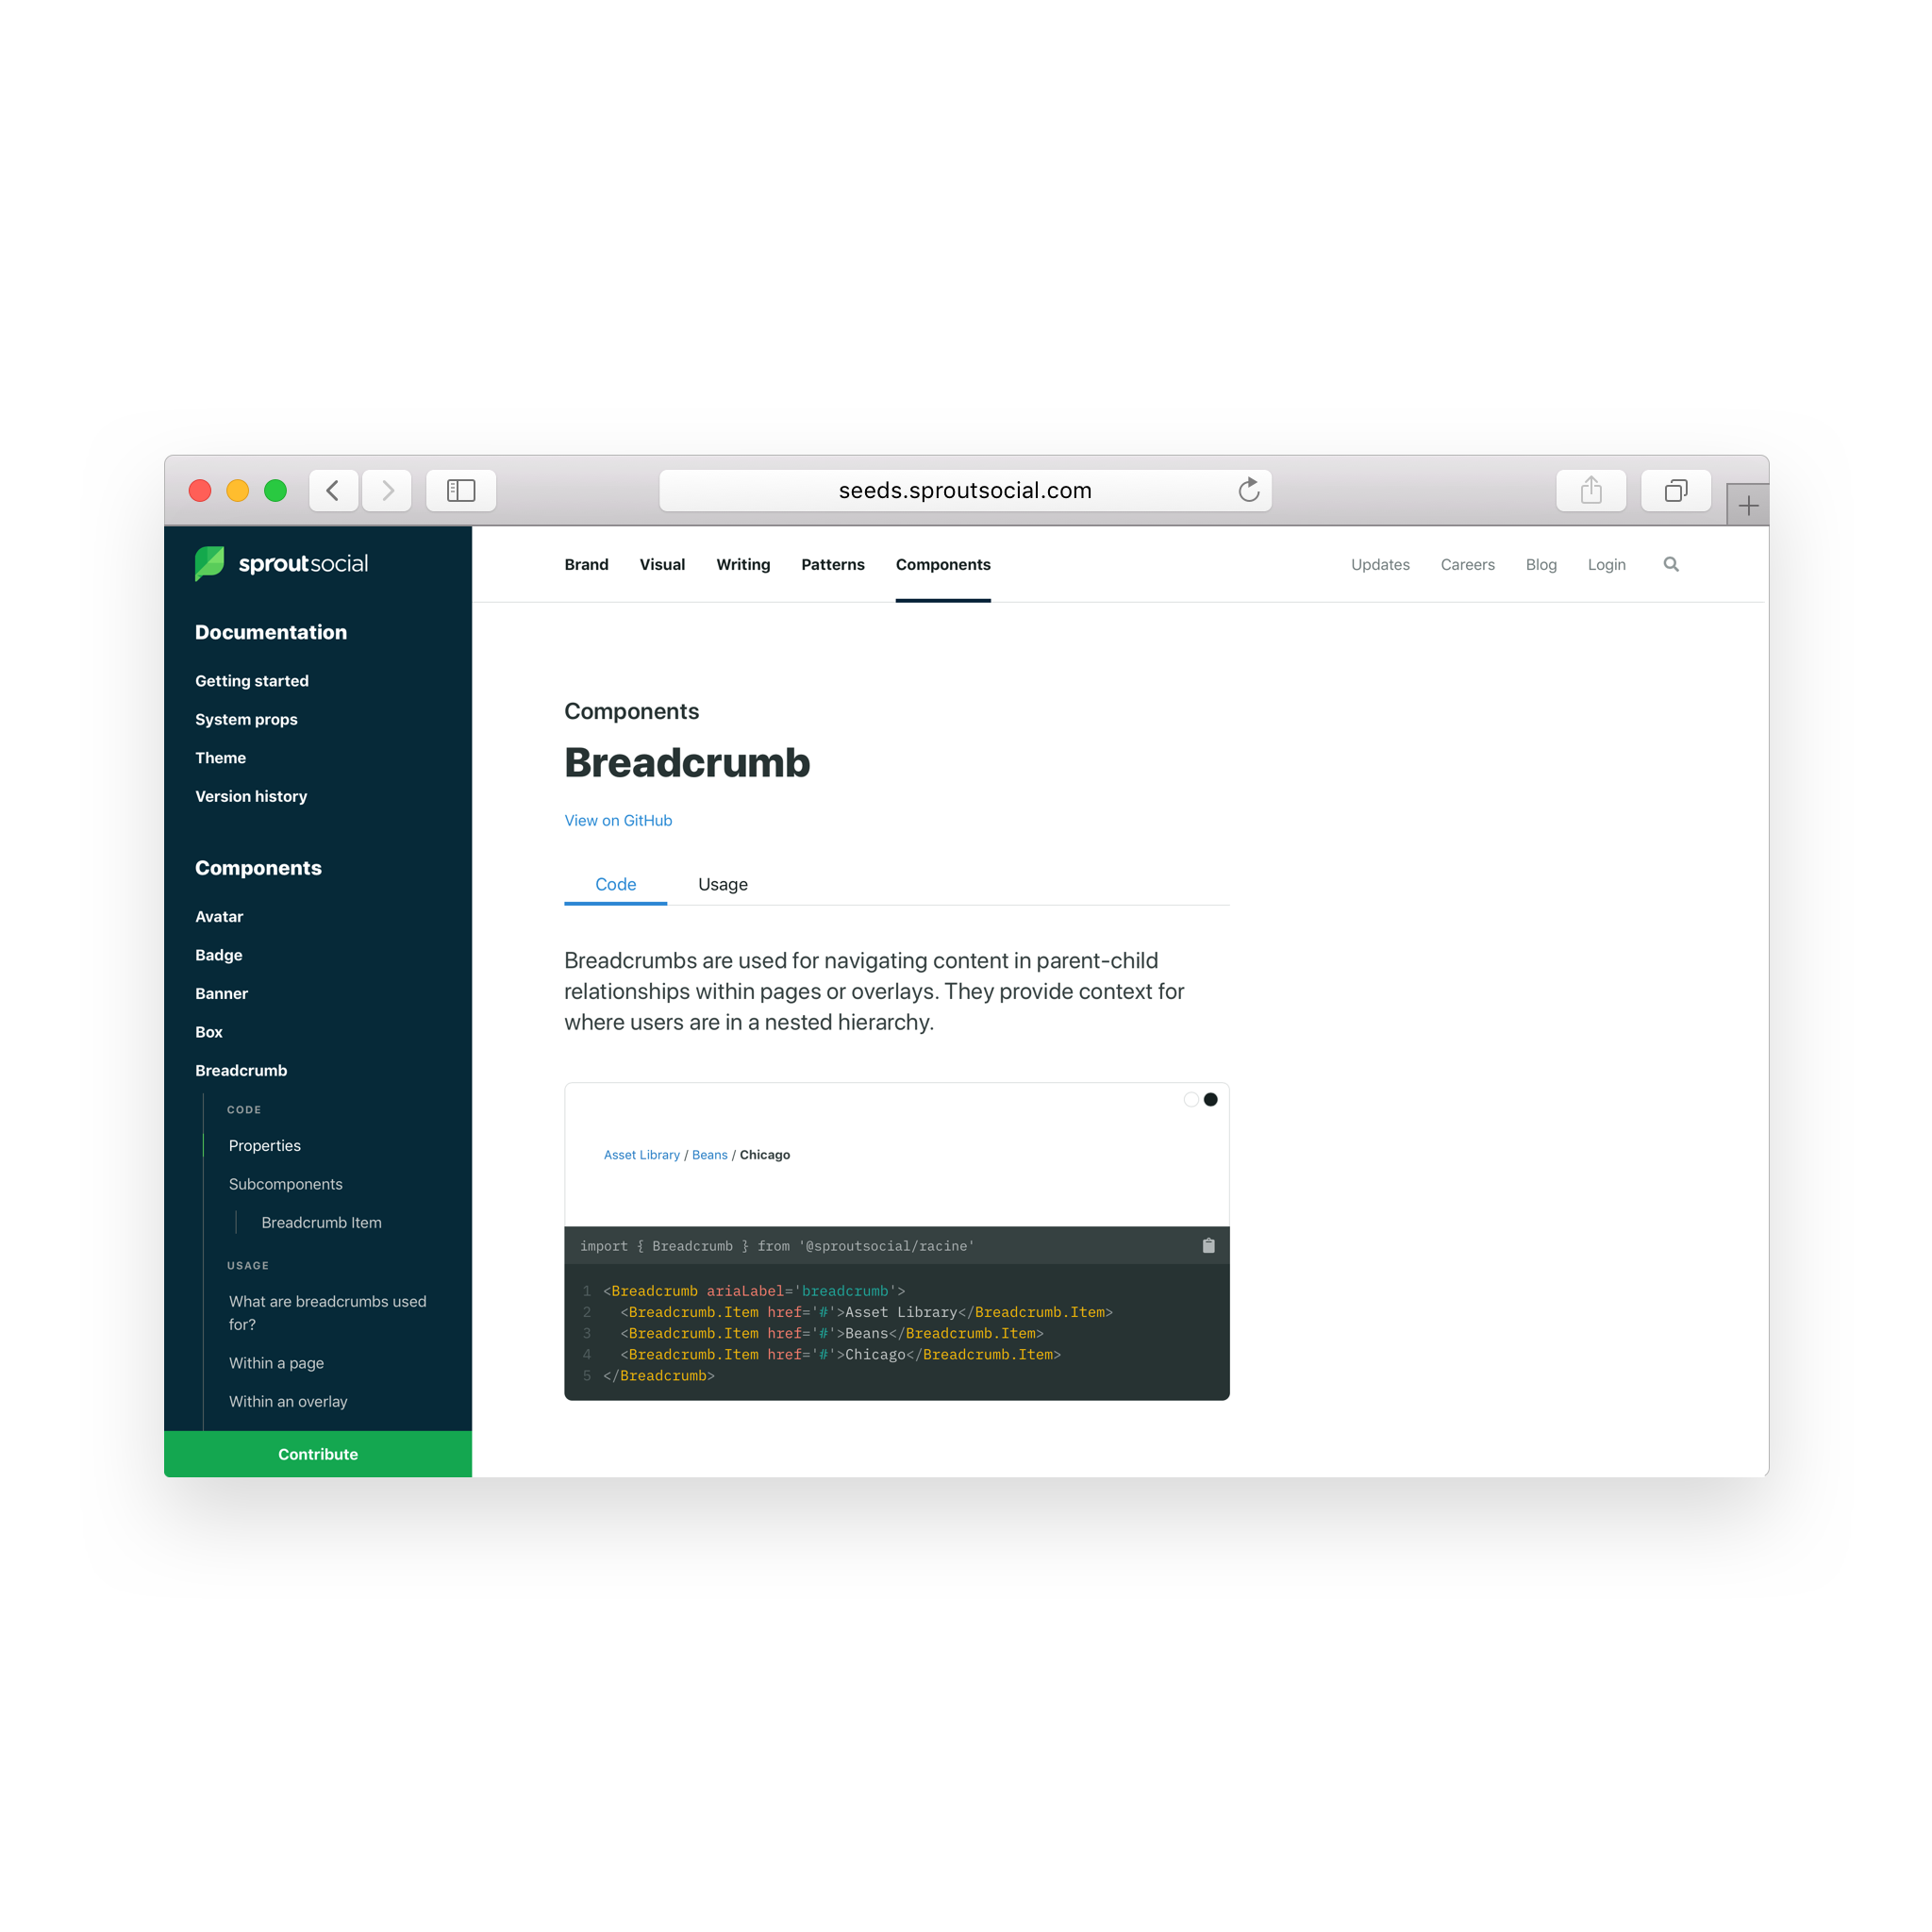 seeds.sproutsocial.com
sproutsocial
Documentation
Getting started
System props
Theme
Version history
Components
Avatar
Badge
Banner
Box
Breadcrumb
CODE
Properties
Subcomponents
Breadcrumb Item
USAGE
What are breadcrumbs used
for?
Within a page
Within an overlay
Contribute
Brand Visual Writing Patterns Components Updates Careers Blog Login
Components
Breadcrumb
View on GitHub
Code Usage
Breadcrumbs are used for navigating content in parent-child
relationships within pages or overlays. They provide context for
where users are in a nested hierarchy.
Asset Library / Beans / Chicago
import { Breadcrumb } from '@sproutsocial/racine'
1 <Breadcrumb ariaLabel='breadcrumb'>
2   <Breadcrumb.Item href='#'>Asset Library</Breadcrumb.Item>
3   <Breadcrumb.Item href='#'>Beans</Breadcrumb.Item>
4   <Breadcrumb.Item href='#'>Chicago</Breadcrumb.Item>
5 </Breadcrumb>